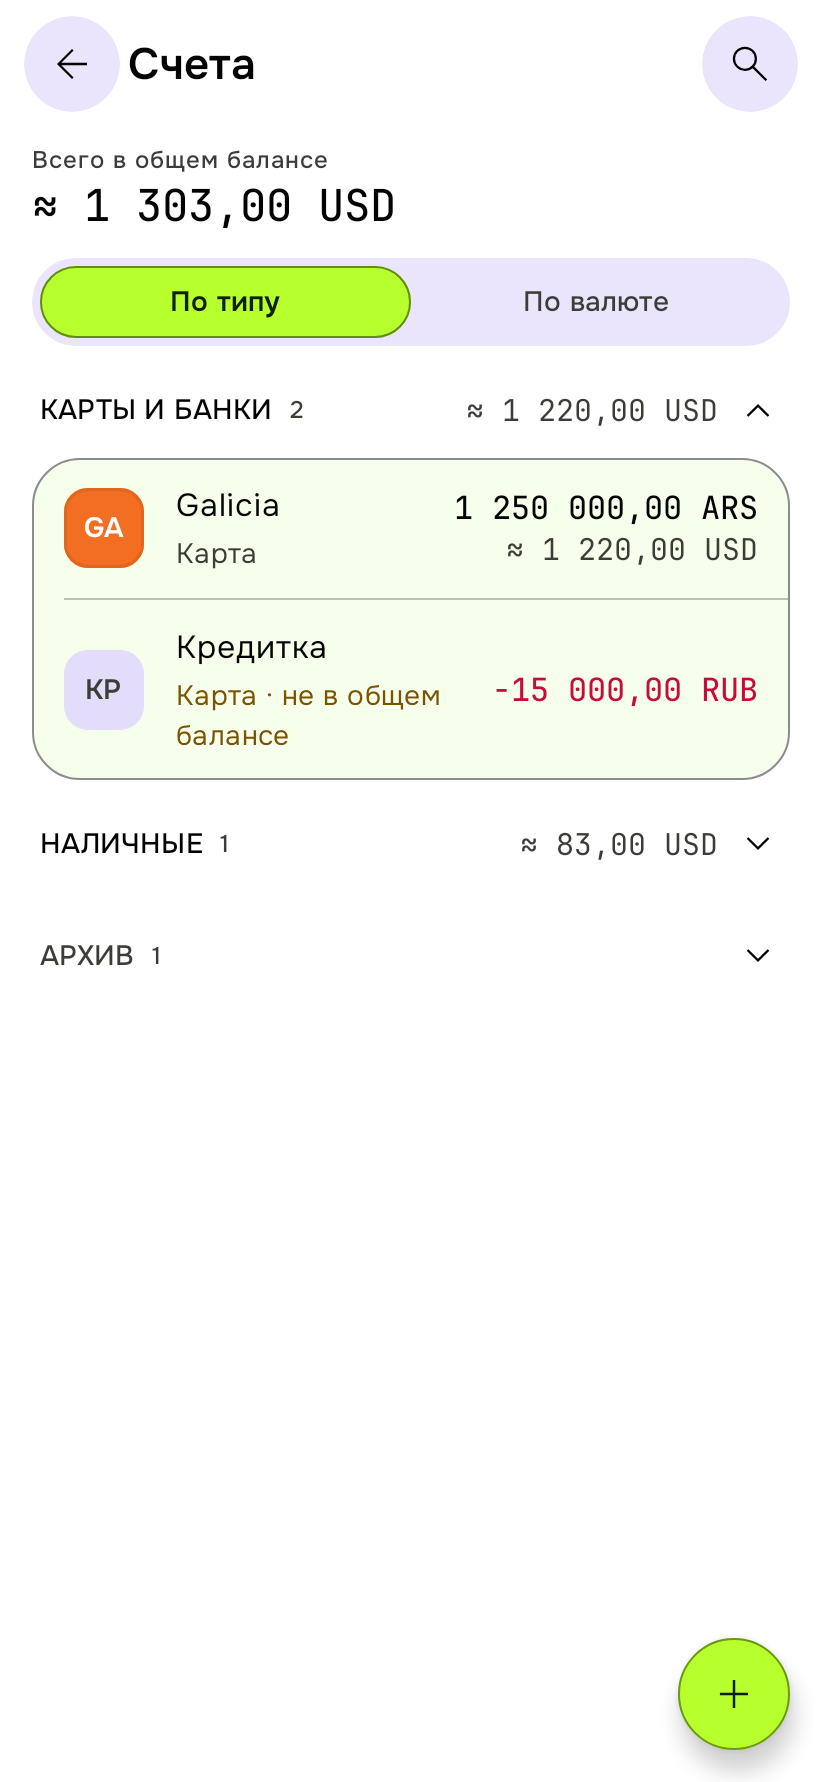 Счета
Всего в общем балансе
≈ 1 303,00 USD
По типу
По валюте
КАРТЫ И БАНКИ 2
≈ 1 220,00 USD
GA
Galicia
1 250 000,00 ARS
Карта
≈ 1 220,00 USD
КР
Кредитка
Карта · не в общем
балансе
-15 000,00 RUB
НАЛИЧНЫЕ 1
≈ 83,00 USD
АРХИВ 1